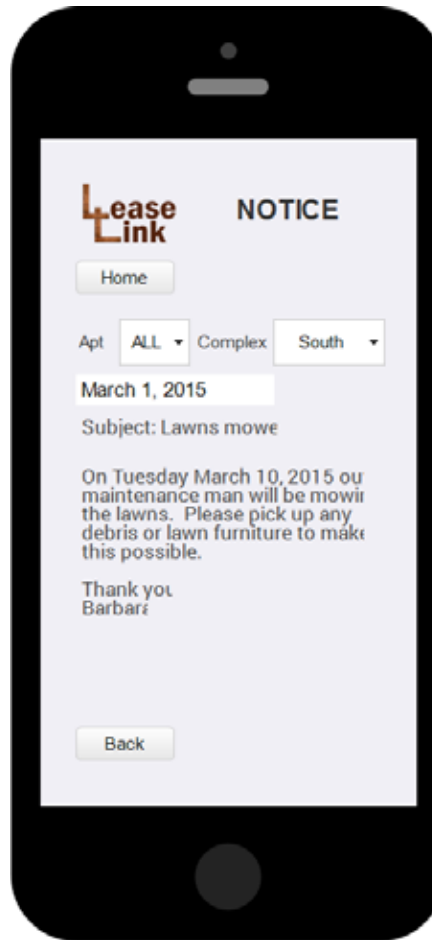 Lease
Link
NOTICE
Home
Apt ALL Complex South
March 1, 2015
Subject: Lawns mowe
On Tuesday March 10, 2015 ou
maintenance man will be mowin
the lawns. Please pick up any
debris or lawn furniture to make
this possible.
Thank you
Barbara
Back